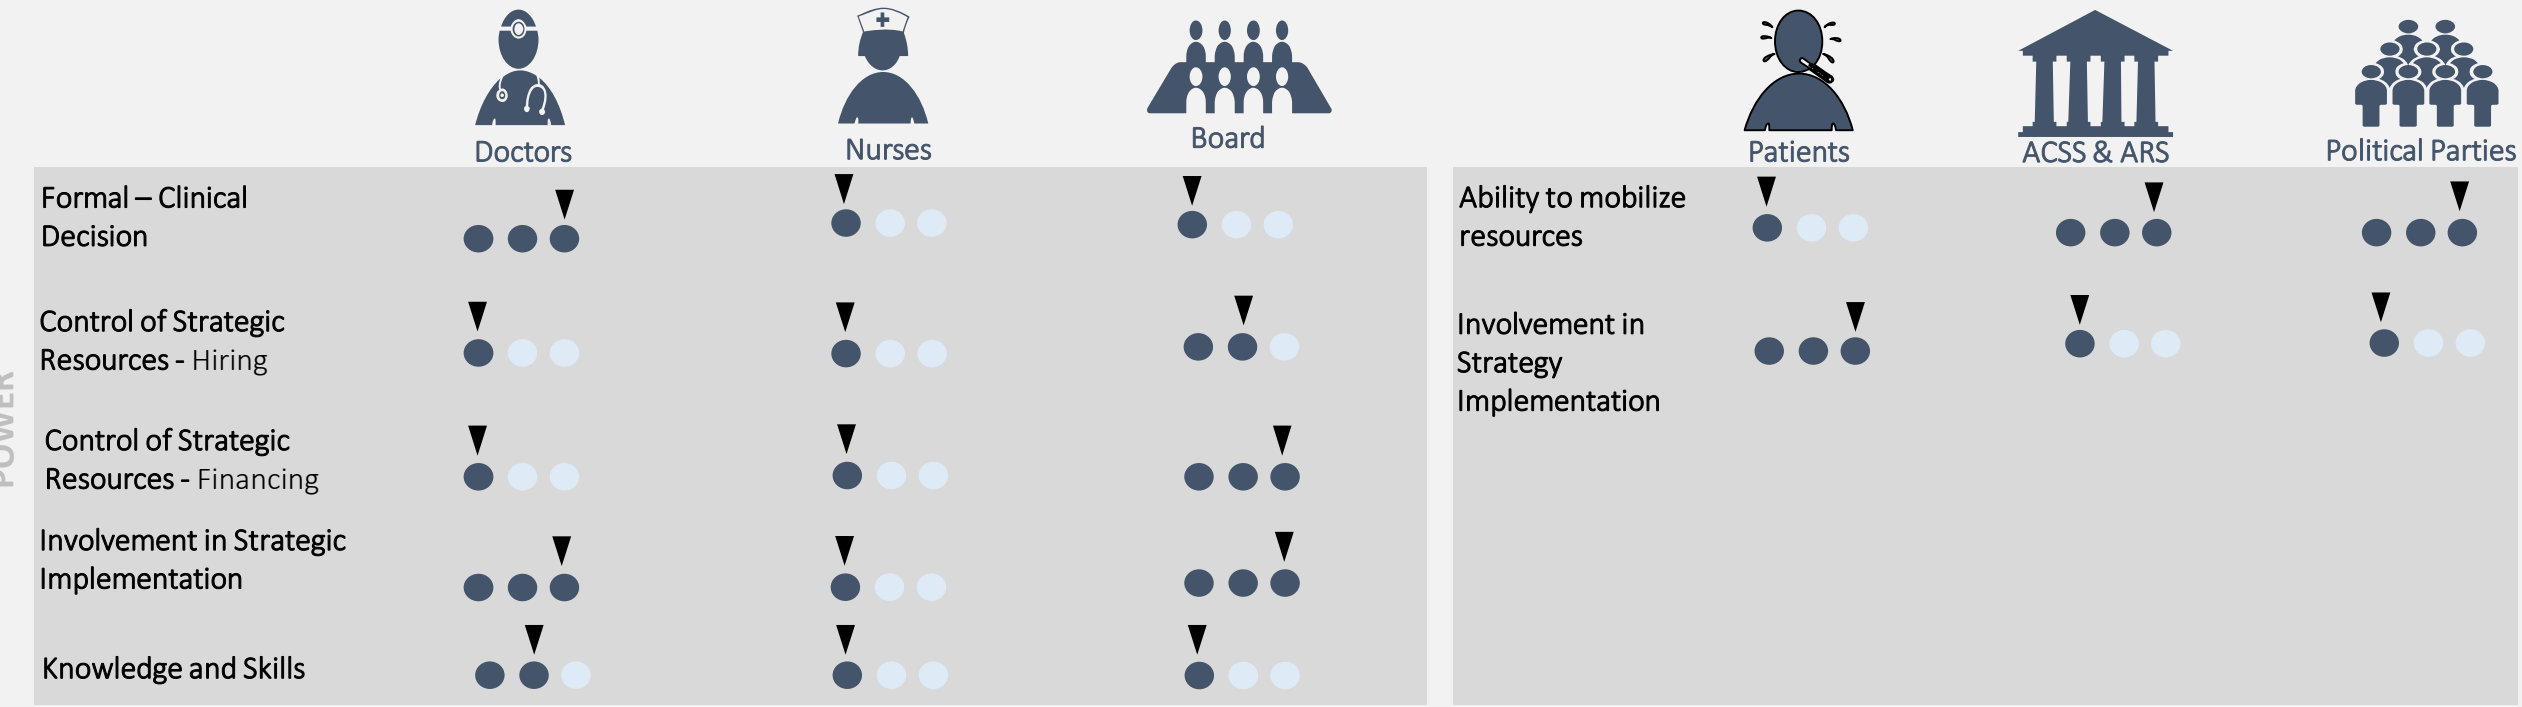 Doctors
Nurses
Board
Patients
ACSS & ARS
Political Parties
POWER
Formal – Clinical
Decision
Control of Strategic
Resources - Hiring
Control of Strategic
Resources - Financing
Involvement in Strategic
Implementation
Knowledge and Skills
Ability to mobilize
resources
Involvement in
Strategy
Implementation